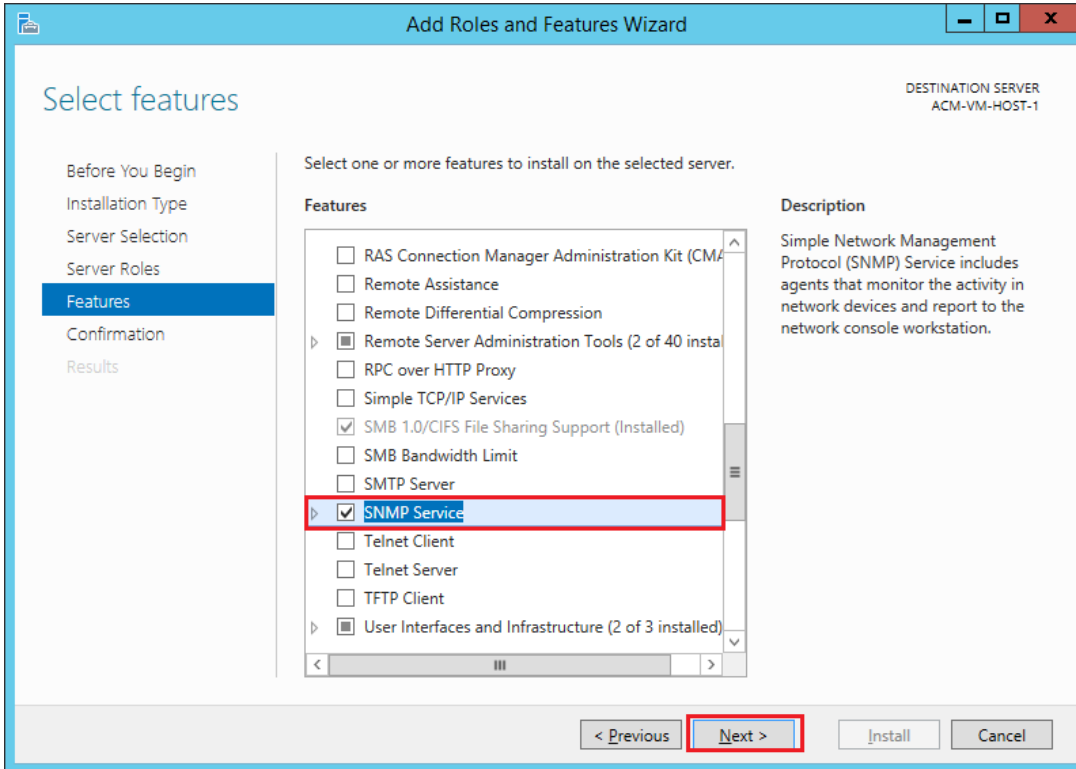 Add Roles and Features Wizard
Select features
DESTINATION SERVER
ACM-VM-HOST-1
Before You Begin
Installation Type
Server Selection
Server Roles
Features
Confirmation
Results
Select one or more features to install on the selected server.
Features
RAS Connection Manager Administration Kit (CMA
Remote Assistance
Remote Differential Compression
Remote Server Administration Tools (2 of 40 instal
RPC over HTTP Proxy
Simple TCP/IP Services
SMB 1.0/CIFS File Sharing Support (Installed)
SMB Bandwidth Limit
SMTP Server
SNMP Service
Telnet Client
Telnet Server
TFTP Client
User Interfaces and Infrastructure (2 of 3 installed)
Description
Simple Network Management
Protocol (SNMP) Service includes
agents that monitor the activity in
network devices and report to the
network console workstation.
< Previous
Next >
Install
Cancel